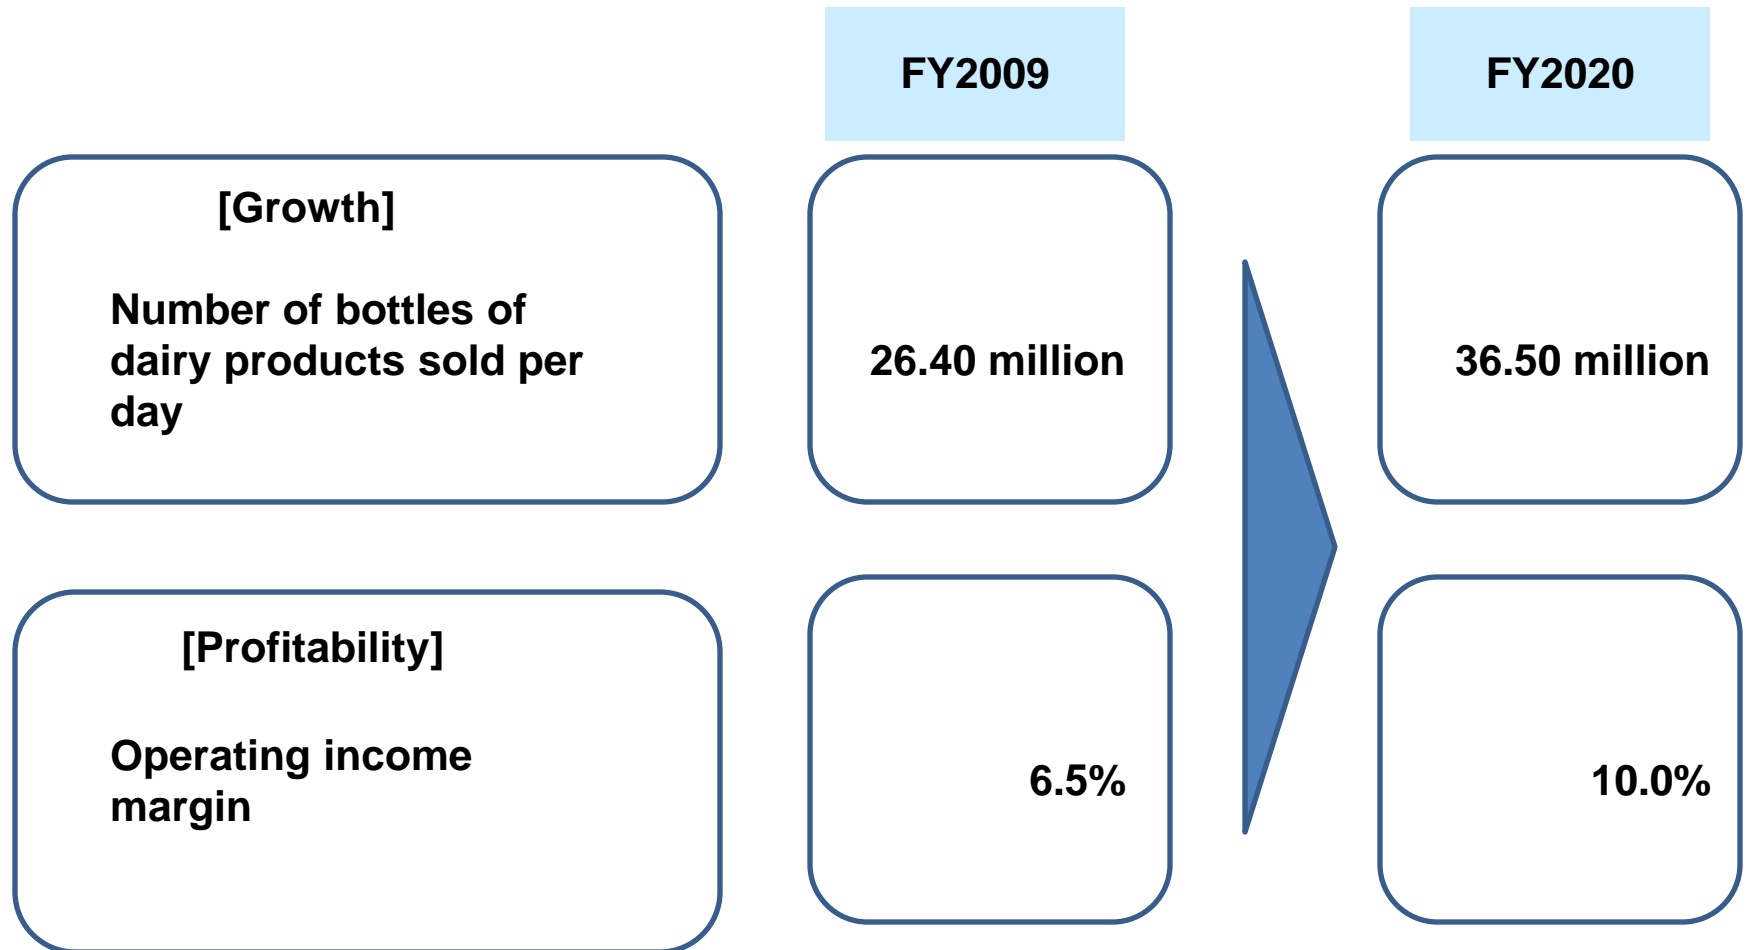 FY2009
FY2020
[Growth]
Number of bottles of
dairy products sold per
day
26.40 million
36.50 million
[Profitability]
Operating income
margin
6.5%
10.0%